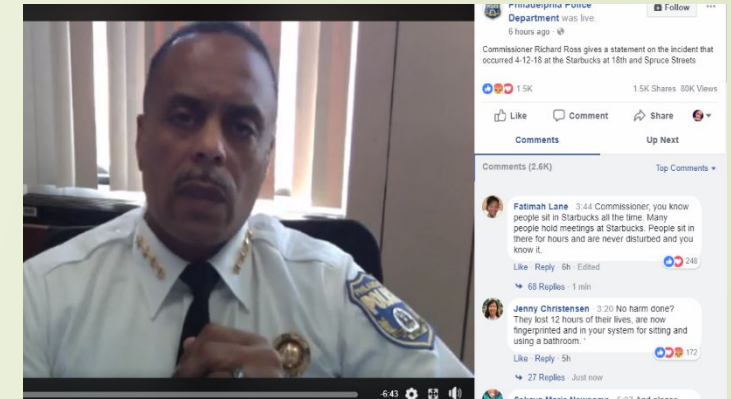 Philadelphia Police
Department was live.
Follow
6 hours ago
Commissioner Richard Ross gives a statement on the incident that
occurred 4-12-18 at the Starbucks at 18th and Spruce Streets
1.5K
1.5K Shares 80K Views
Like Comment Share
Comments Up Next
Comments (2.6K) Top Comments
Fatimah Lane 3:44 Commissioner, you know
people sit in Starbucks all the time. Many
people hold meetings at Starbucks. People sit in
there for hours and are never disturbed and you
know it.
248
Like · Reply · 6h · Edited
68 Replies · 1 min
Jenny Christensen 3:20 No harm done?
They lost 12 hours of their lives, are now
fingerprinted and in your system for sitting and
using a bathroom. '
172
Like · Reply · 5h
27 Replies · Just now
POLICE
-6:43